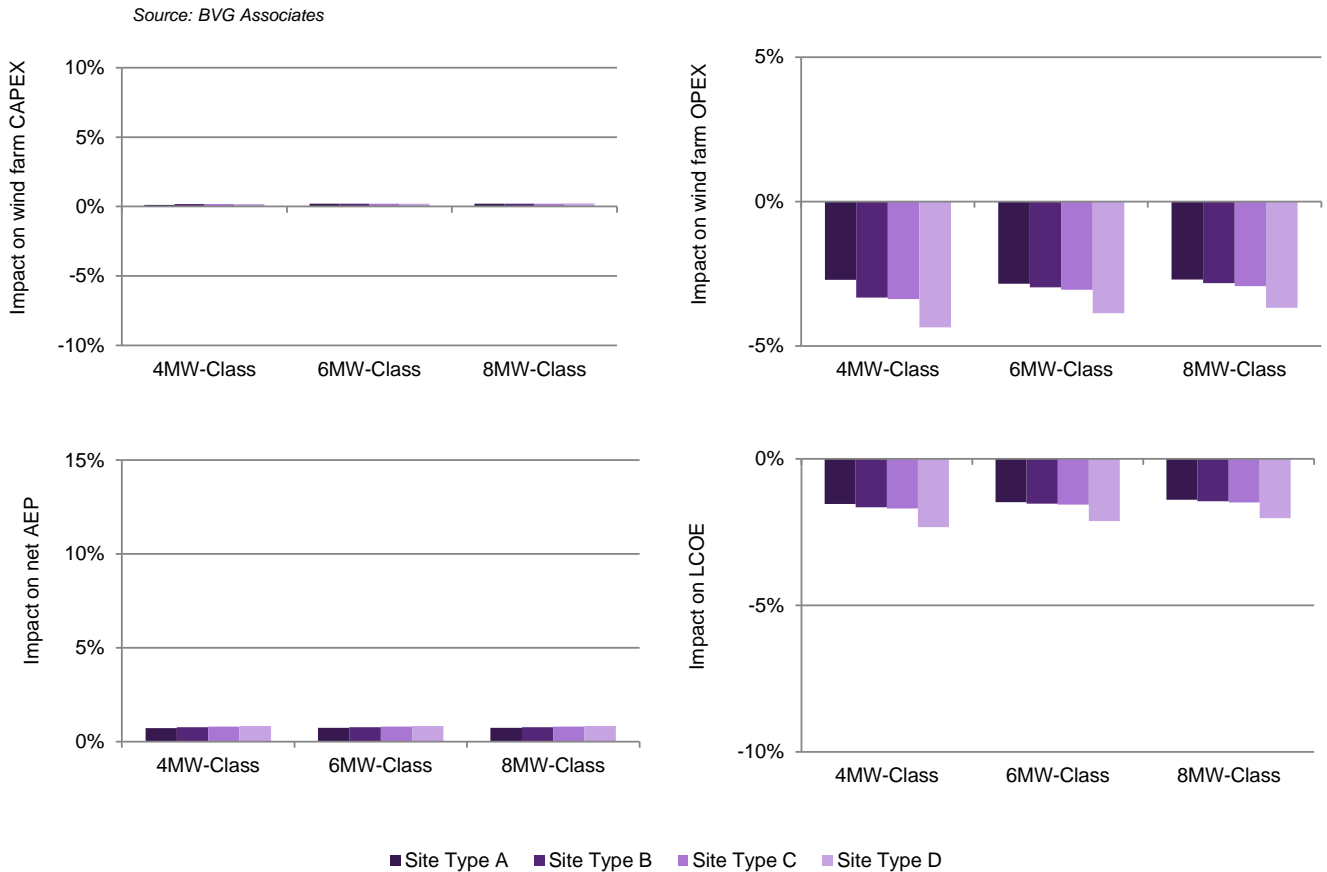 Source: BVG Associates
Impact on wind farm CAPEX
10%
5%
0%
-5%
-10%
4MW-Class 6MW-Class 8MW-Class
Impact on wind farm OPEX
5%
0%
-5%
4MW-Class 6MW-Class 8MW-Class
Impact on net AEP
15%
10%
5%
0%
4MW-Class 6MW-Class 8MW-Class
Impact on LCOE
0%
-5%
-10%
4MW-Class 6MW-Class 8MW-Class
Site Type A Site Type B Site Type C Site Type D